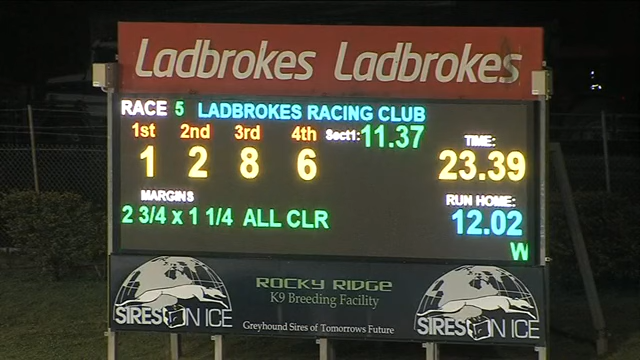 Ladbrokes Ladbrokes
RACE 5 LADBROKES RACING CLUB
1st 2nd 3rd 4th Sect1: 11.37 TIME:
1 2 8 6 23.39
MARGINS RUN HOME:
2 3/4 x 1 1/4 ALL CLR 12.02
W
ROCKY RIDGE
K9 Breeding Facility
SIRES ON ICE Greyhound Sires of Tomorrows Future SIRES ON ICE